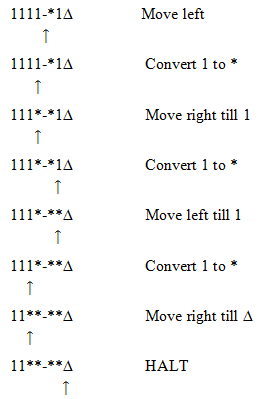 1111-*1Δ Move left
↑
1111-*1Δ Convert 1 to *
↑
111*-*1Δ Move right till 1
↑
111*-*1Δ Convert 1 to *
↑
111*-**Δ Move left till 1
↑
111*-**Δ Convert 1 to *
↑
11**-**Δ Move right till Δ
↑
11**-**Δ HALT
↑